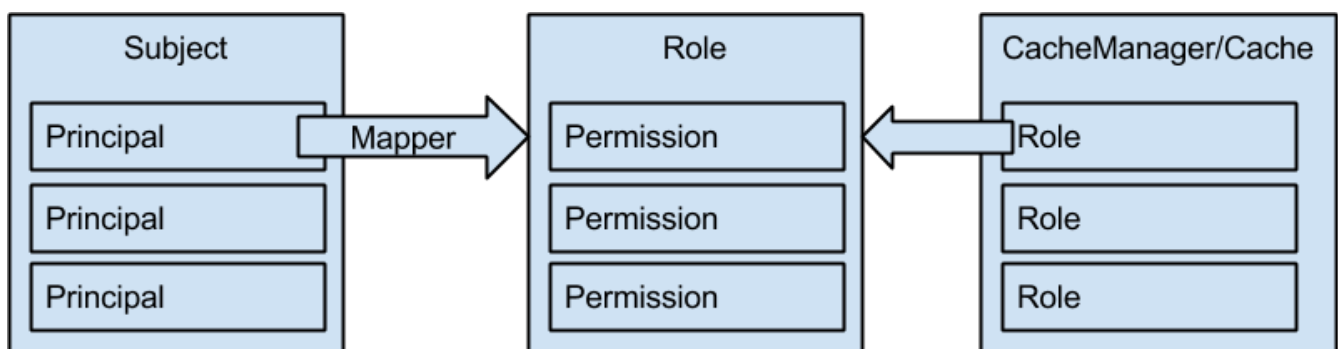 Subject
Principal
Mapper
Principal
Principal
Role
Permission
Permission
Permission
CacheManager/Cache
Role
Role
Role